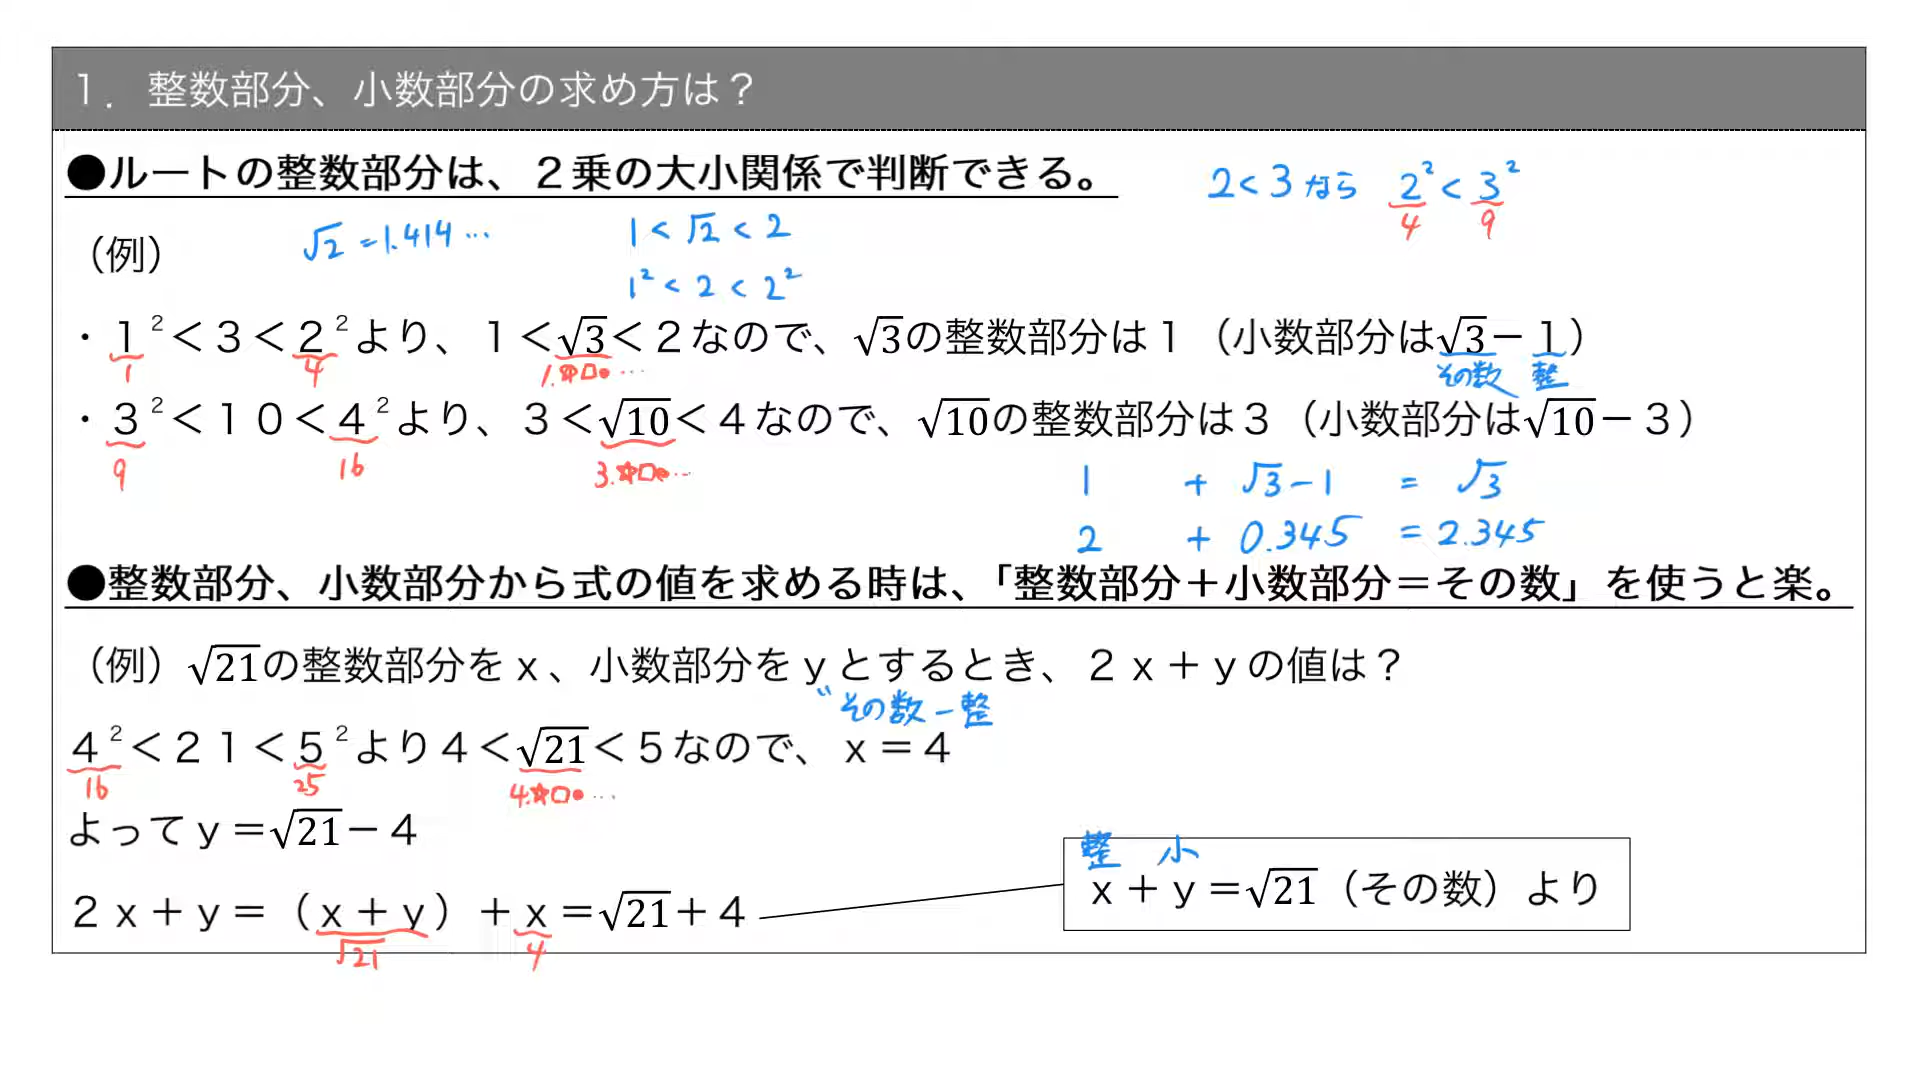 １．整数部分、小数部分の求め方は？
●ルートの整数部分は、２乗の大小関係で判断できる。
2<3なら 2²<3²
4 9
（例）
√2=1.414…
1<√2<2
1²<2<2²
・１²＜３＜２²より、１＜√3＜２なので、√3の整数部分は１（小数部分は√3－１）
1 4 1.☆□●… その数 整
・３²＜１０＜４²より、３＜√10＜４なので、√10の整数部分は３（小数部分は√10－３）
9 16 3.☆□●…
1 + √3-1 = √3
2 + 0.345 = 2.345
●整数部分、小数部分から式の値を求める時は、「整数部分＋小数部分＝その数」を使うと楽。
（例）√21の整数部分をｘ、小数部分をｙとするとき、２ｘ＋ｙの値は？
その数－整
４²＜２１＜５²より４＜√21＜５なので、ｘ＝４
16 25 4.☆□●…
よってｙ＝√21－４
整 小
ｘ＋ｙ＝√21（その数）より
２ｘ＋ｙ＝（ｘ＋ｙ）＋ｘ＝√21＋４
√21 4